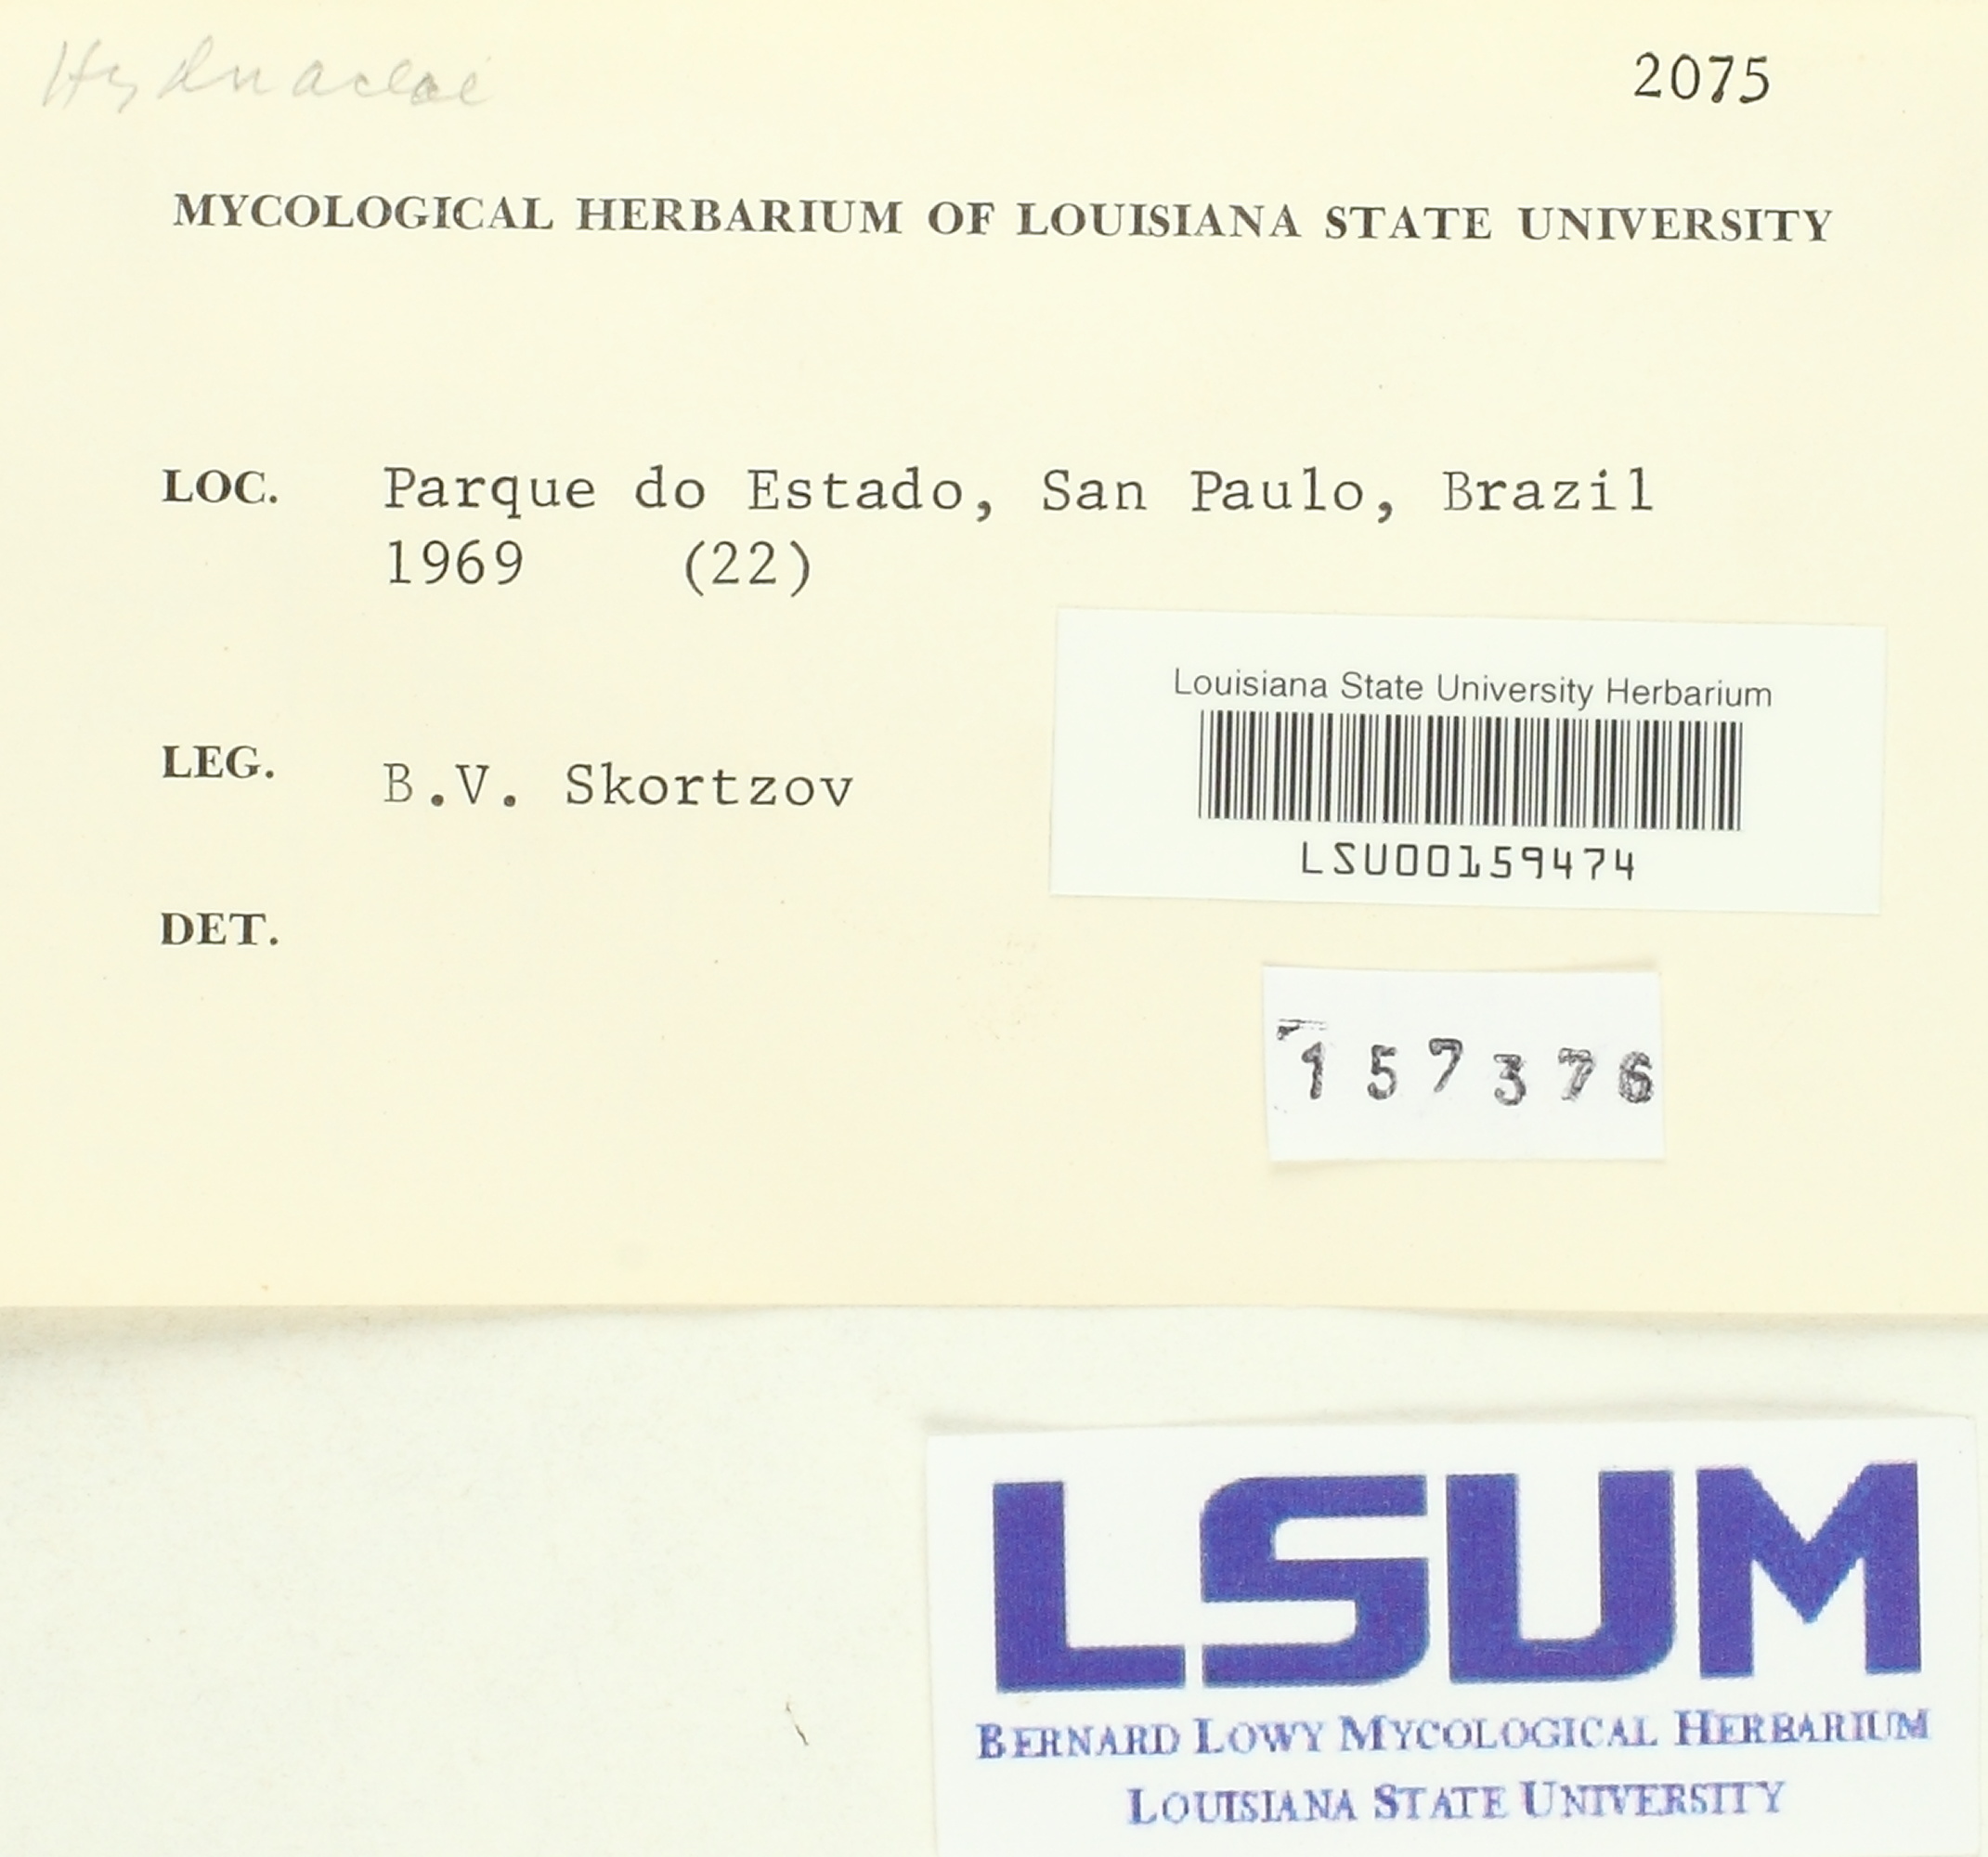 Hydnaceae
2075
MYCOLOGICAL HERBARIUM OF LOUISIANA STATE UNIVERSITY
LOC. Parque do Estado, San Paulo, Brazil
1969 (22)
Louisiana State University Herbarium
LSU00159474
LEG. B.V. Skortzov
DET.
157376
LSUM
BERNARD LOWY MYCOLOGICAL HERBARIUM
LOUISIANA STATE UNIVERSITY